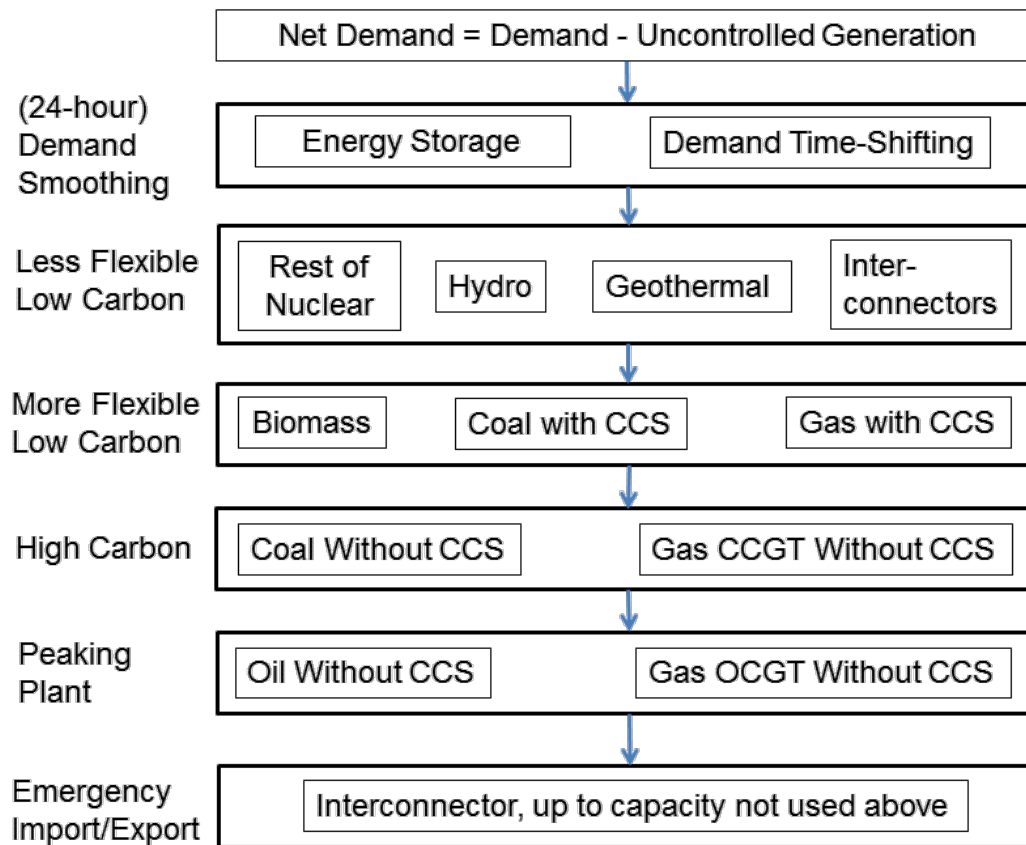 Net Demand = Demand - Uncontrolled Generation
(24-hour)
Demand
Smoothing
Energy Storage
Demand Time-Shifting
Less Flexible
Low Carbon
Rest of
Nuclear
Hydro
Geothermal
Inter-
connectors
More Flexible
Low Carbon
Biomass
Coal with CCS
Gas with CCS
High Carbon
Coal Without CCS
Gas CCGT Without CCS
Peaking
Plant
Oil Without CCS
Gas OCGT Without CCS
Emergency
Import/Export
Interconnector, up to capacity not used above